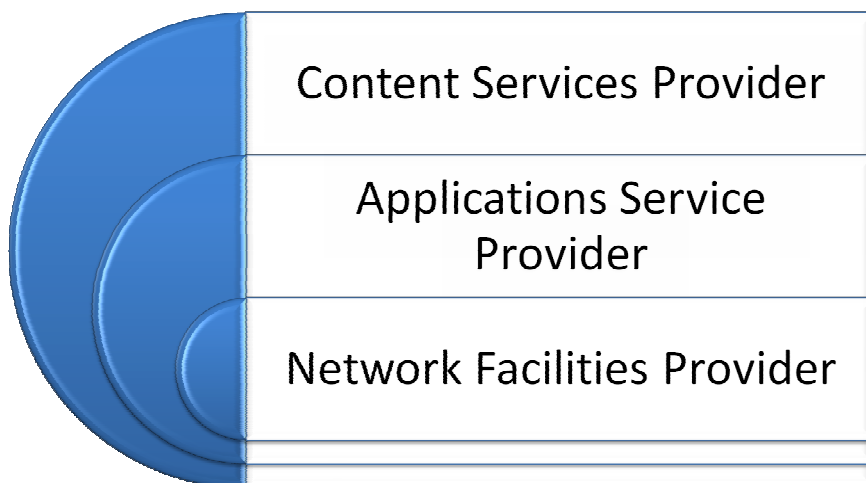 Content Services Provider
Applications Service
Provider
Network Facilities Provider